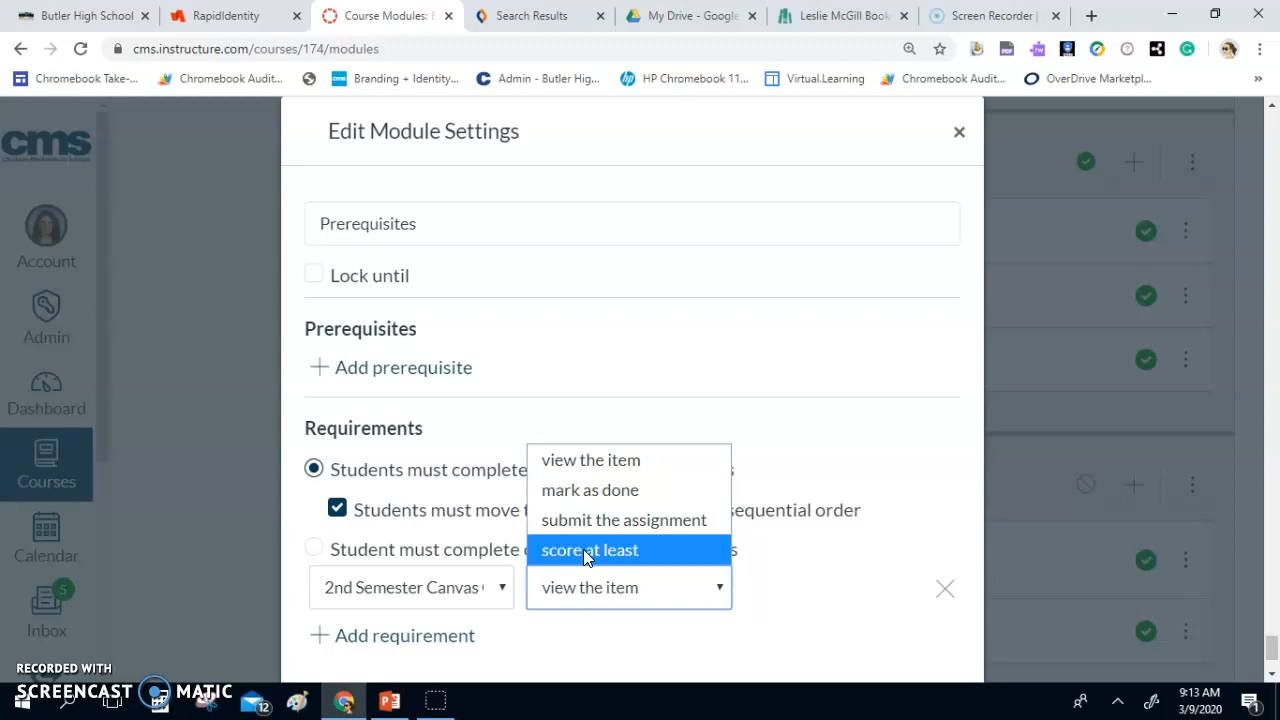 Butler High School
RapidIdentity
Course Modules: E
Search Results
My Drive - Google
Leslie McGill Book
Screen Recorder
cms.instructure.com/courses/174/modules
Chromebook Take-...
Chromebook Audit...
Branding + Identity...
Admin - Butler Hig...
HP Chromebook 11...
Virtual.Learning
Chromebook Audit...
OverDrive Marketpl...
cms
Account
Admin
Dashboard
Courses
Calendar
5
Inbox
Edit Module Settings
Prerequisites
Lock until
Prerequisites
Add prerequisite
Requirements
Students must complete
Students must move t
sequential order
Student must complete
view the item
mark as done
submit the assignment
score at least
2nd Semester Canvas
view the item
Add requirement
RECORDED WITH
SCREENCAST MATIC
12
9:13 AM
3/9/2020
1